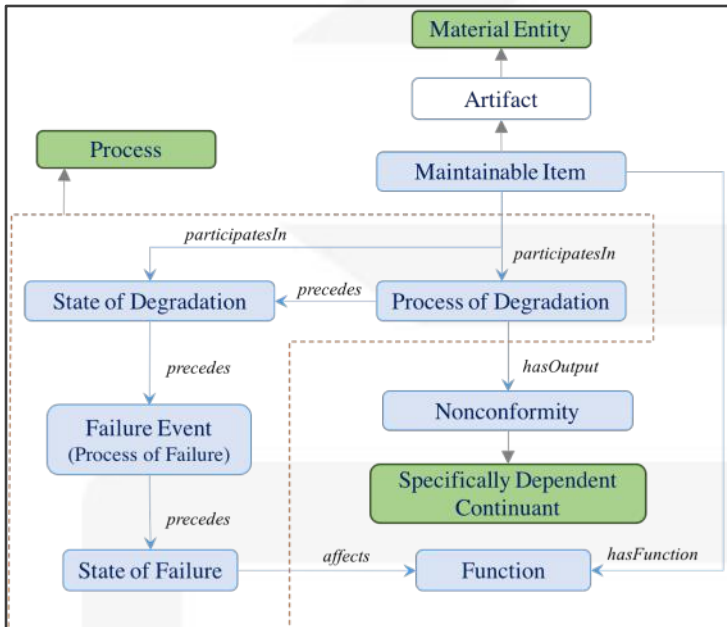 Material Entity
Artifact
Process
Maintainable Item
participatesIn
participatesIn
State of Degradation
precedes
Process of Degradation
precedes
hasOutput
Failure Event
(Process of Failure)
Nonconformity
Specifically Dependent
Continuant
precedes
State of Failure
affects
Function
hasFunction